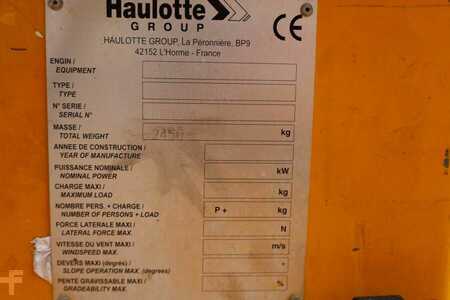 Haulotte
GROUP
CE
HAULOTTE GROUP, La Péronnière, BP9
42152 L'Horme - France
ENGIN /
EQUIPMENT
TYPE /
TYPE
N° SERIE /
SERIAL N°
MASSE /
TOTAL WEIGHT
kg
ANNEE DE CONSTRUCTION /
YEAR OF MANUFACTURE
PUISSANCE NOMINALE /
NOMINAL POWER
kW
CHARGE MAXI /
MAXIMUM LOAD
kg
NOMBRE PERS. + CHARGE /
NUMBER OF PERSONS + LOAD
P + kg
FORCE LATERALE MAXI /
LATERAL FORCE MAX.
N
VITESSE DU VENT MAXI /
WINDSPEED MAX.
m/s
DEVERS MAXI (degrés) /
SLOPE OPERATION MAX. (degrees)
°
PENTE GRAVISSABLE MAXI /
GRADEABILITY MAX.
%